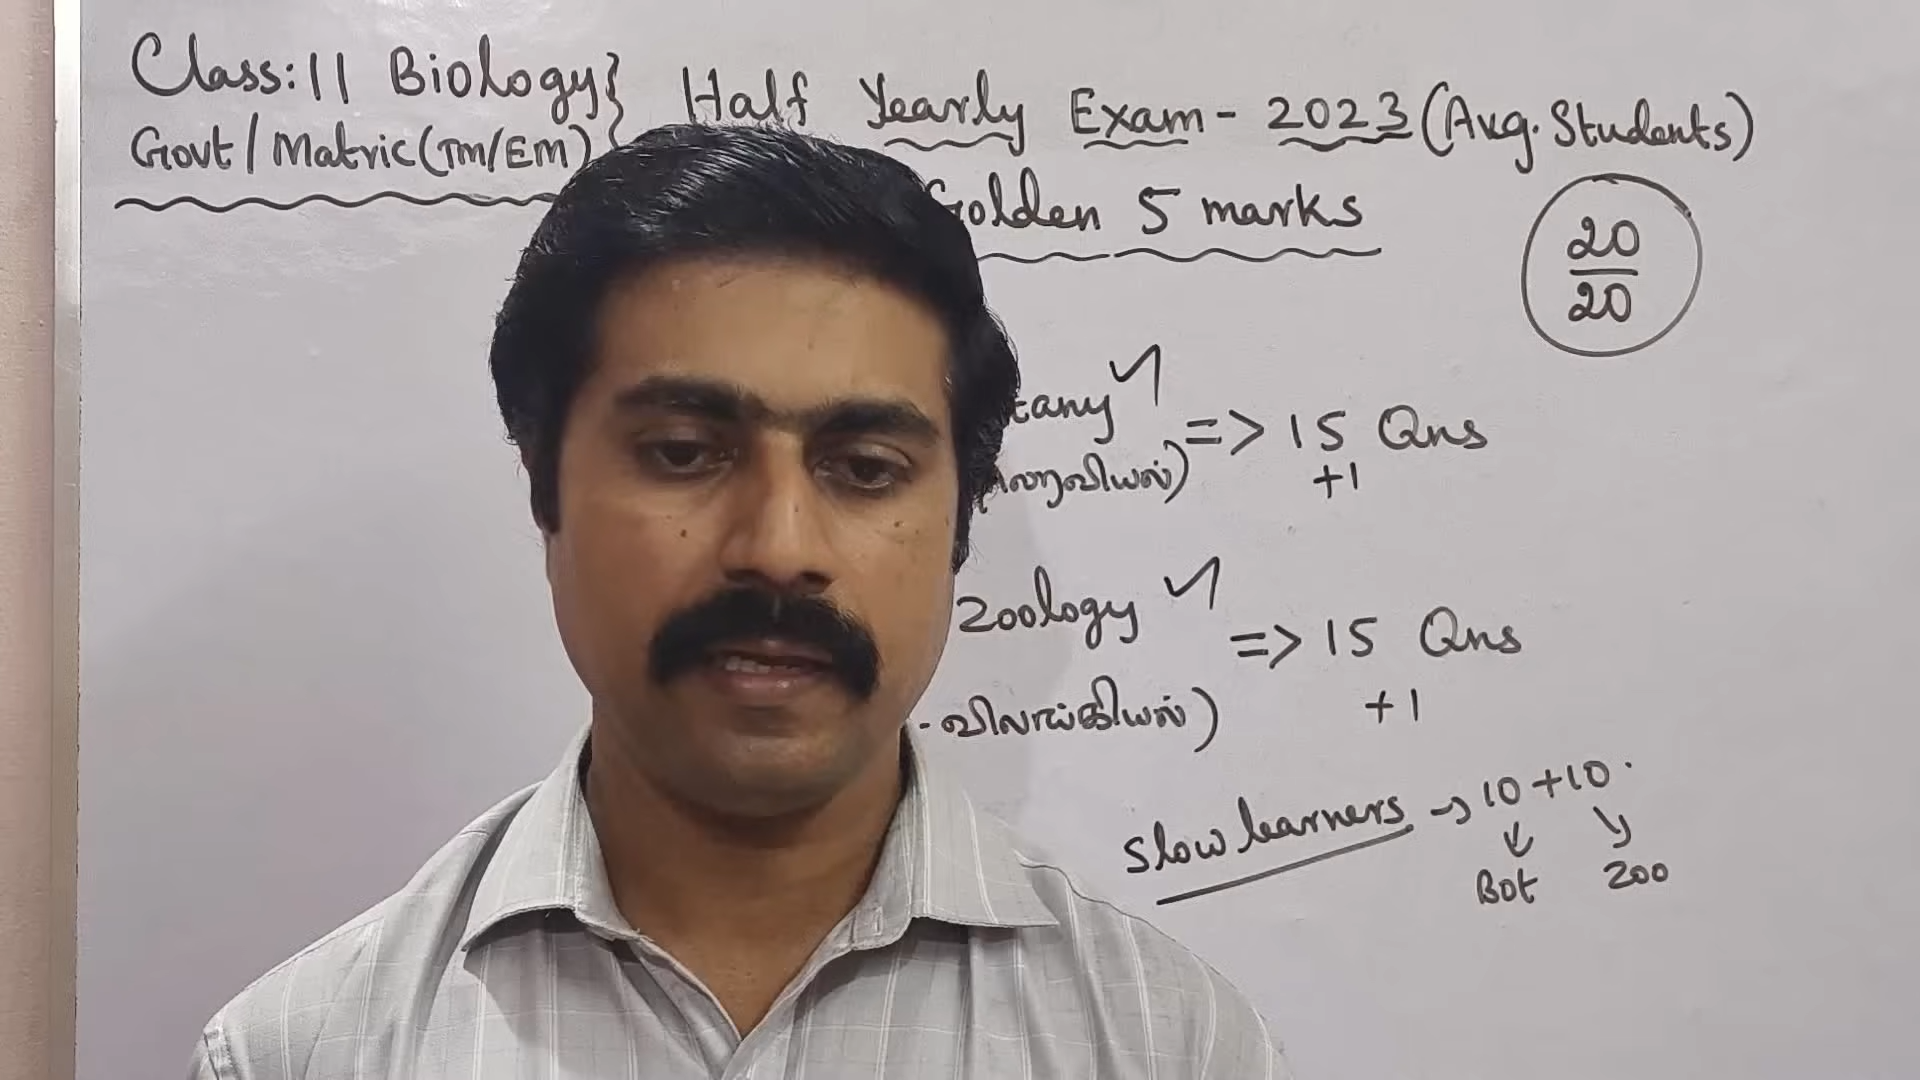 Class: 11 Biology} Half Yearly Exam - 2023 (Avg. Students)
Govt / Matric (TM/EM)
Golden 5 marks
20
20
tany => 15 Qns
+1
Zoology => 15 Qns
+1
slow learners → 10 + 10
Bot Zoo